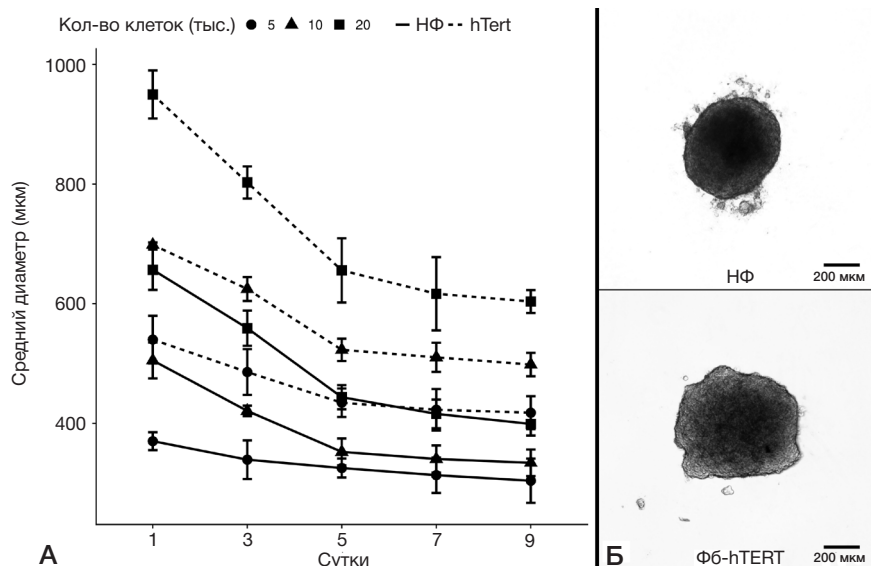 Кол-во клеток (тыс.) 5 10 20 НФ hTert
Средний диаметр (мкм)
1000
800
600
400
1 3 5 7 9
Сутки
А
НФ
200 мкм
Фб-hTERT
200 мкм
Б